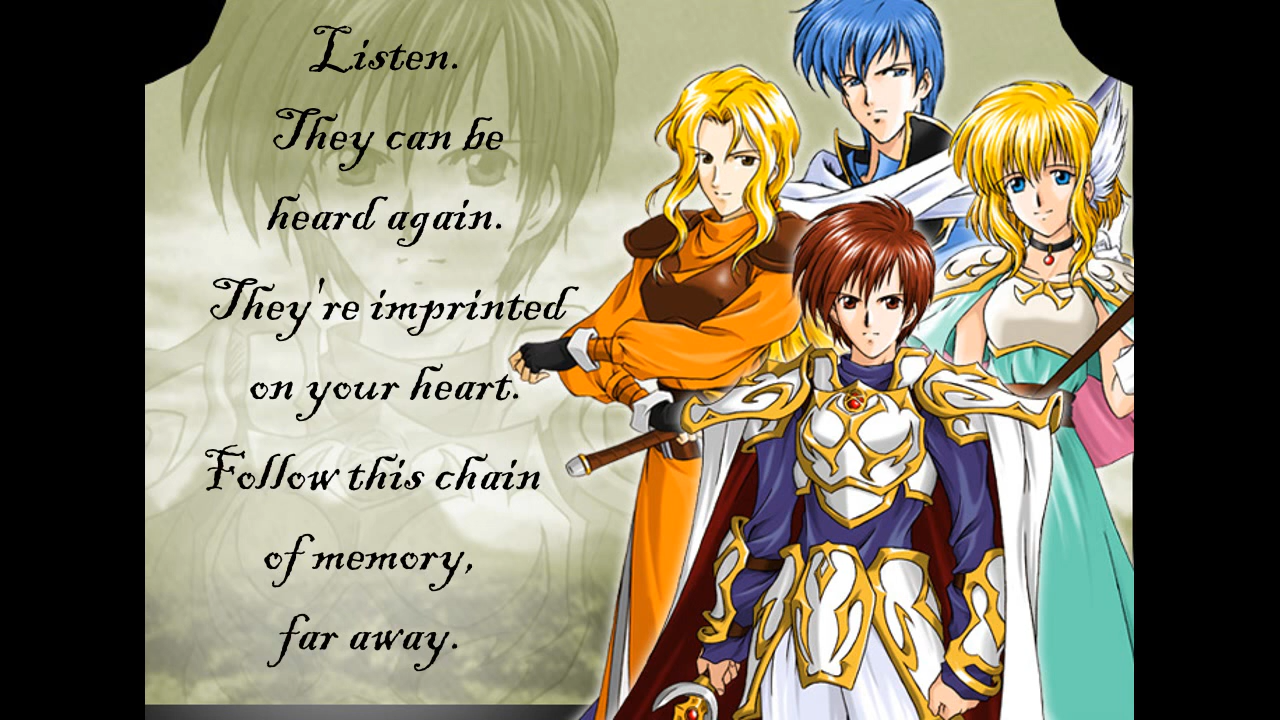 Listen.
They can be
heard again.
They're imprinted
on your heart.
Follow this chain
of memory,
far away.